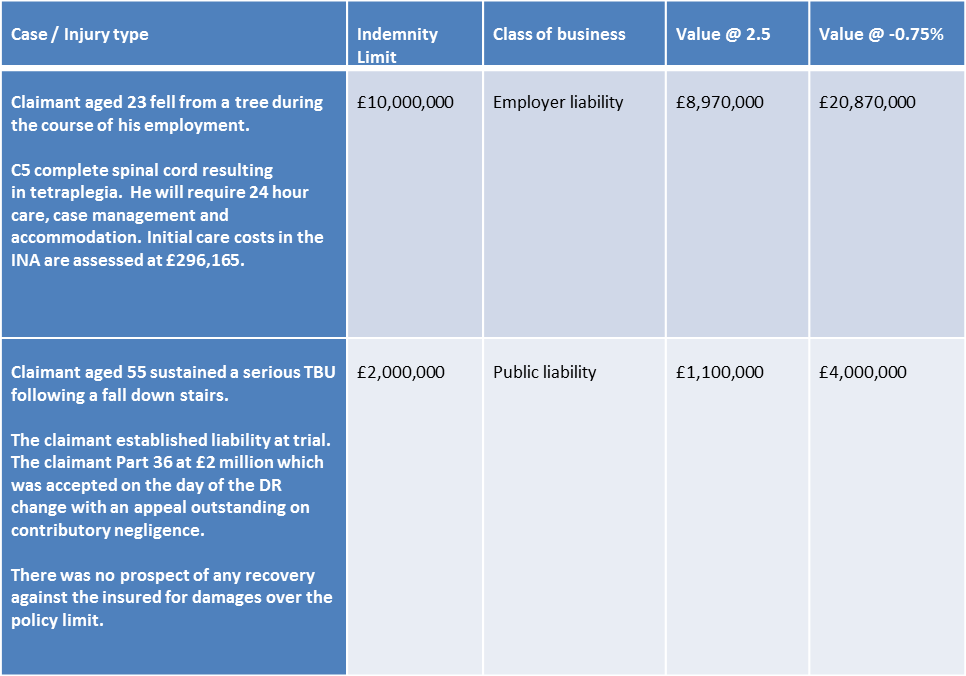 Case / Injury type
Indemnity Limit
Class of business
Value @ 2.5
Value @ -0.75%
Claimant aged 23 fell from a tree during
the course of his employment.
C5 complete spinal cord resulting
in tetraplegia. He will require 24 hour
care, case management and
accommodation. Initial care costs in the
INA are assessed at £296,165.
£10,000,000
Employer liability
£8,970,000
£20,870,000
Claimant aged 55 sustained a serious TBU
following a fall down stairs.
The claimant established liability at trial.
The claimant Part 36 at £2 million which
was accepted on the day of the DR
change with an appeal outstanding on
contributory negligence.
There was no prospect of any recovery
against the insured for damages over the
policy limit.
£2,000,000
Public liability
£1,100,000
£4,000,000